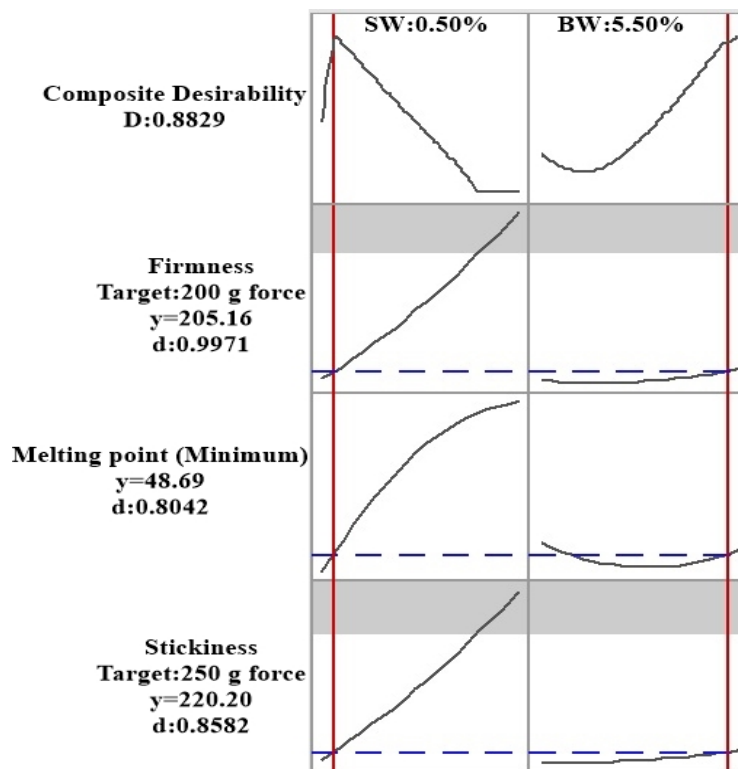 SW:0.50%
BW:5.50%
Composite Desirability
D:0.8829
Firmness
Target:200 g force
y=205.16
d:0.9971
Melting point (Minimum)
y=48.69
d:0.8042
Stickiness
Target:250 g force
y=220.20
d:0.8582